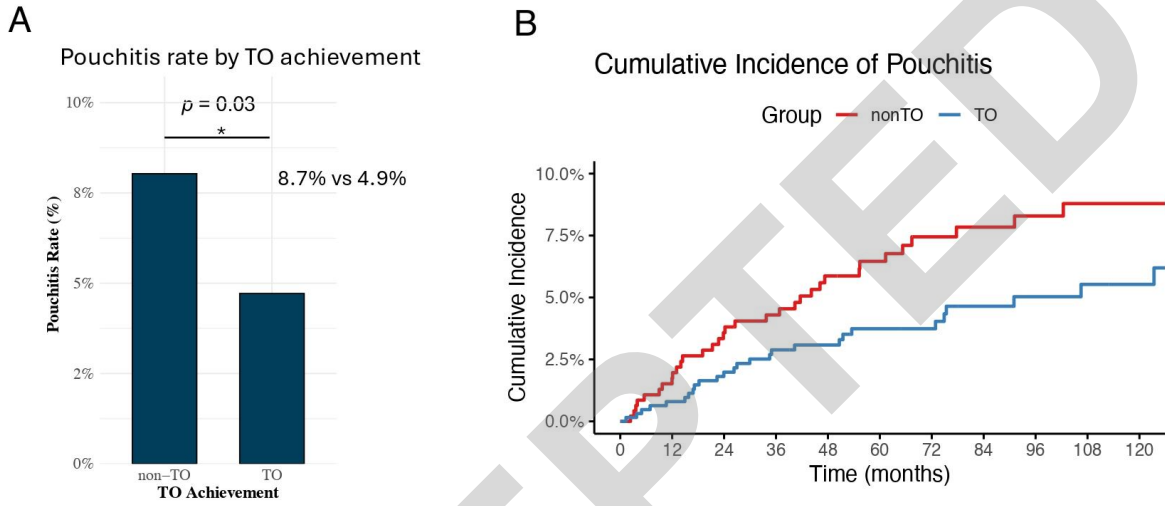 A
Pouchitis rate by TO achievement
10%
8%
5%
2%
0%
Pouchitis Rate (%)
p = 0.03
*
8.7% vs 4.9%
non–TO
TO
TO Achievement
B
Cumulative Incidence of Pouchitis
Group nonTO TO
10.0%
7.5%
5.0%
2.5%
0.0%
Cumulative Incidence
0 12 24 36 48 60 72 84 96 108 120
Time (months)
PTED